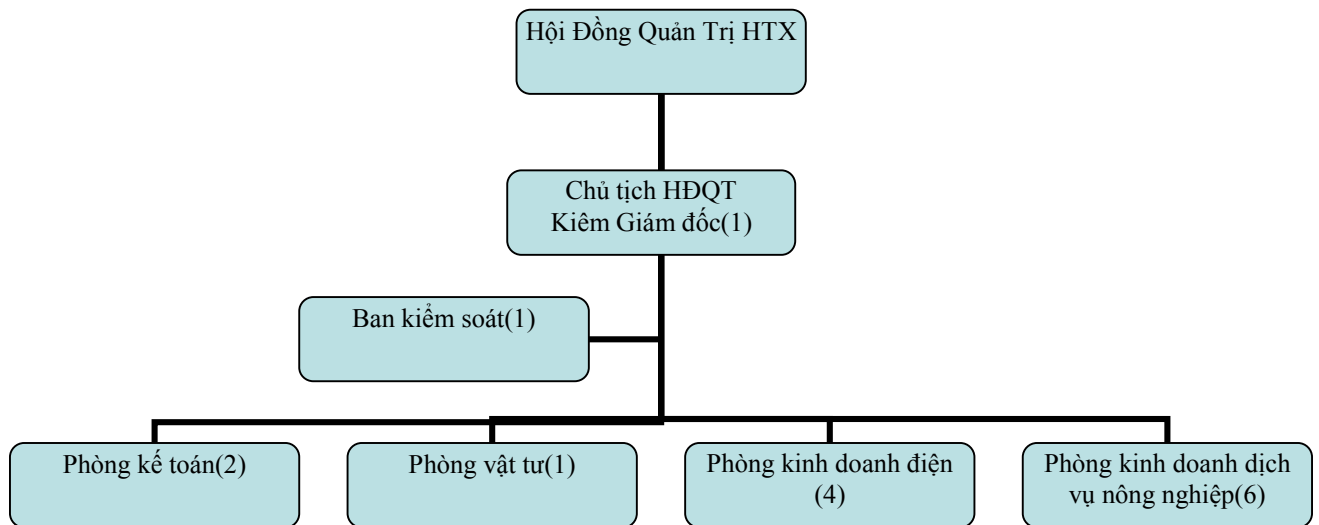 Hội Đồng Quản Trị HTX
Chủ tịch HĐQT
Kiêm Giám đốc(1)
Ban kiểm soát(1)
Phòng kế toán(2)
Phòng vật tư(1)
Phòng kinh doanh điện
(4)
Phòng kinh doanh dịch
vụ nông nghiệp(6)